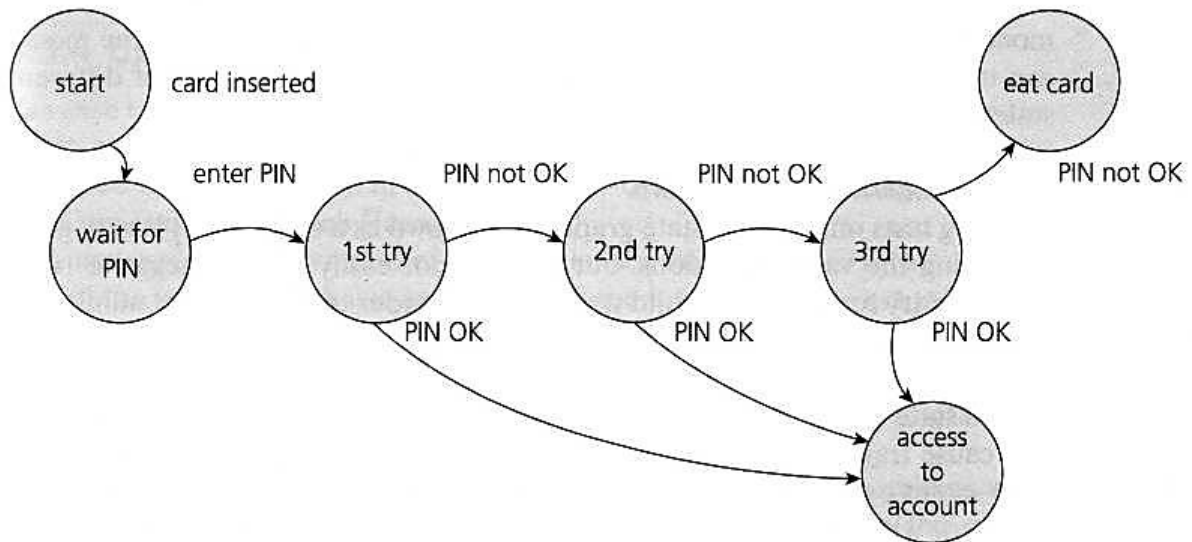 start
card inserted
eat card
enter PIN
PIN not OK
PIN not OK
PIN not OK
wait for
PIN
1st try
2nd try
3rd try
PIN OK
PIN OK
PIN OK
access
to
account